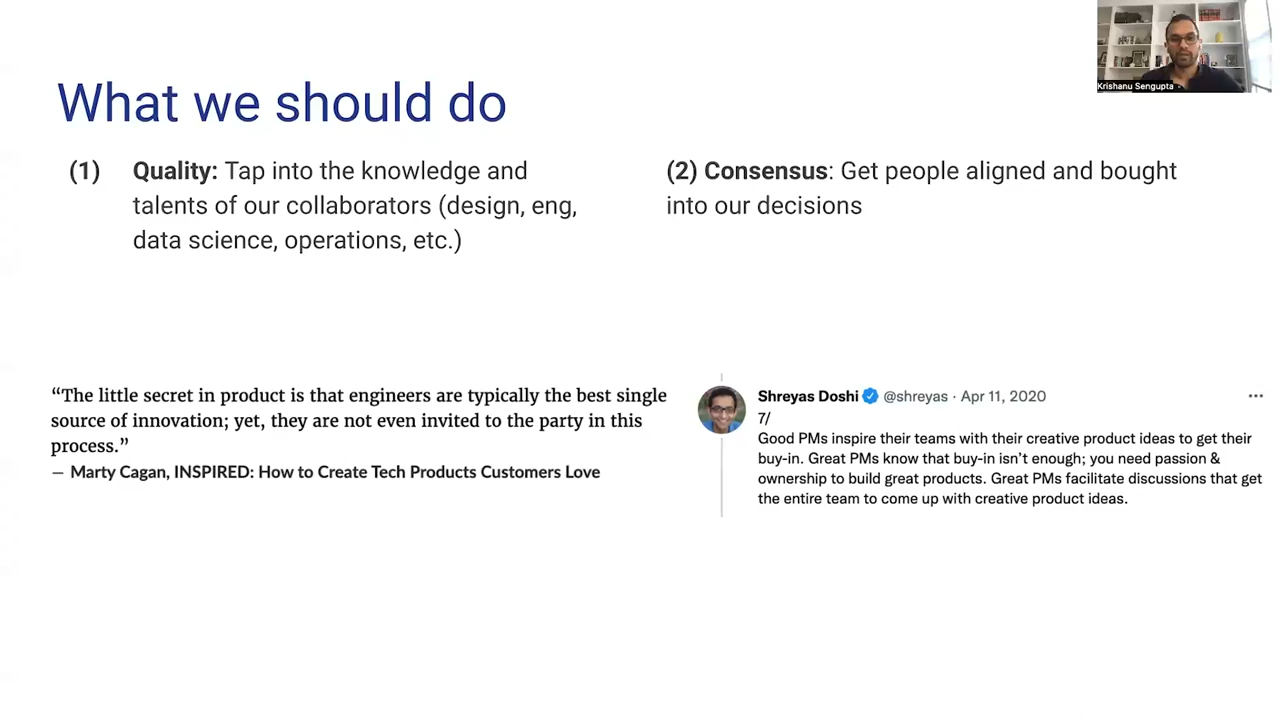 Krishanu Sengupta
What we should do
(1) Quality: Tap into the knowledge and
talents of our collaborators (design, eng,
data science, operations, etc.)
(2) Consensus: Get people aligned and bought
into our decisions
“The little secret in product is that engineers are typically the best single
source of innovation; yet, they are not even invited to the party in this
process.”
— Marty Cagan, INSPIRED: How to Create Tech Products Customers Love
Shreyas Doshi @shreyas · Apr 11, 2020
7/
Good PMs inspire their teams with their creative product ideas to get their
buy-in. Great PMs know that buy-in isn’t enough; you need passion &
ownership to build great products. Great PMs facilitate discussions that get
the entire team to come up with creative product ideas.